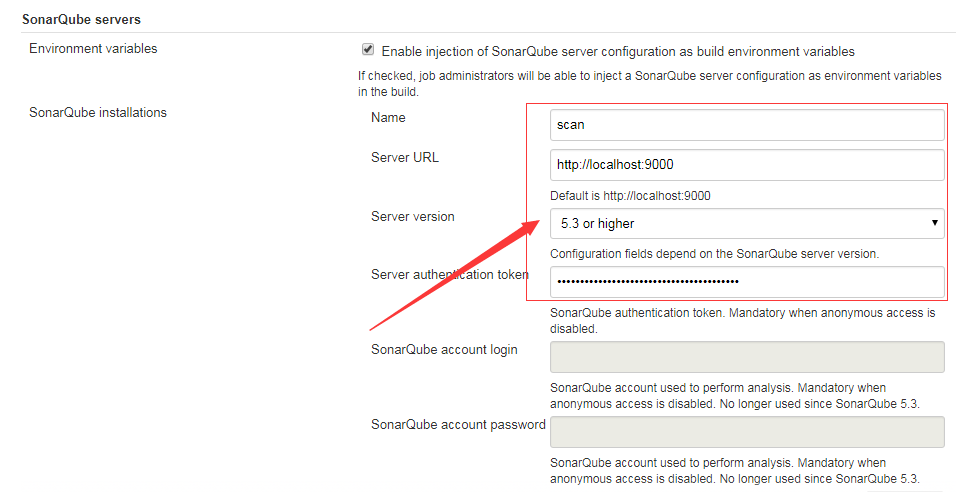 SonarQube servers
Environment variables
Enable injection of SonarQube server configuration as build environment variables
If checked, job administrators will be able to inject a SonarQube server configuration as environment variables
in the build.
SonarQube installations
Name
scan
Server URL
http://localhost:9000
Default is http://localhost:9000
Server version
5.3 or higher
Configuration fields depend on the SonarQube server version.
Server authentication token
••••••••••••••••••••••••••••••••••••••••
SonarQube authentication token. Mandatory when anonymous access is
disabled.
SonarQube account login
SonarQube account used to perform analysis. Mandatory when
anonymous access is disabled. No longer used since SonarQube 5.3.
SonarQube account password
SonarQube account used to perform analysis. Mandatory when
anonymous access is disabled. No longer used since SonarQube 5.3.